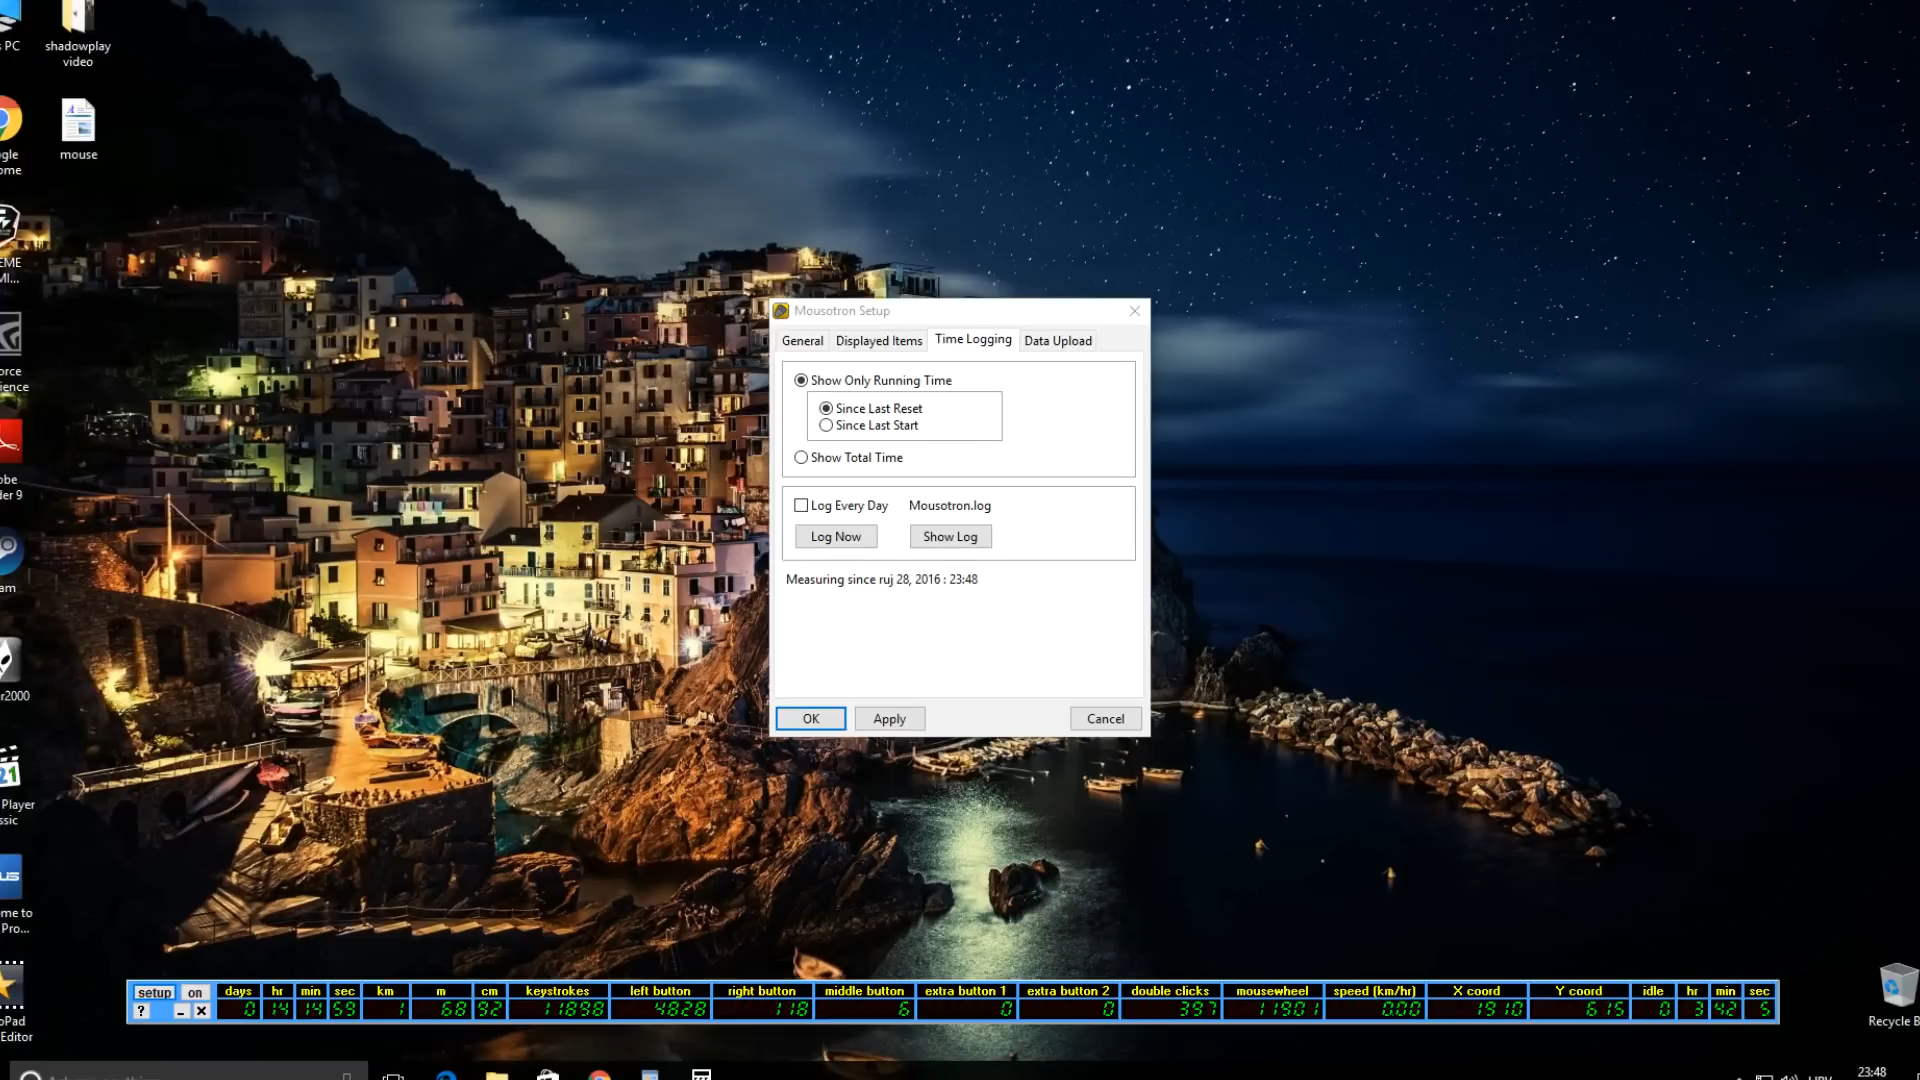 s PC
shadowplay
video
gle
ome
mouse
EME
MI...
orce
ience
obe
der 9
am
r2000
Player
ssic
me to
Pro...
oPad
Editor
Mousotron Setup
General Displayed Items Time Logging Data Upload
Show Only Running Time
Since Last Reset
Since Last Start
Show Total Time
Log Every Day Mousotron.log
Log Now Show Log
Measuring since ruj 28, 2016 : 23:48
OK Apply Cancel
setup on days hr min sec km m cm keystrokes left button right button middle button extra button 1 extra button 2 double clicks mousewheel speed (km/hr) X coord Y coord idle hr min sec
? _ x 0 14 14 59 1 68 92 11898 4828 118 6 0 0 397 11901 0.00 1910 615 0 3 42 5
Recycle B
23:48